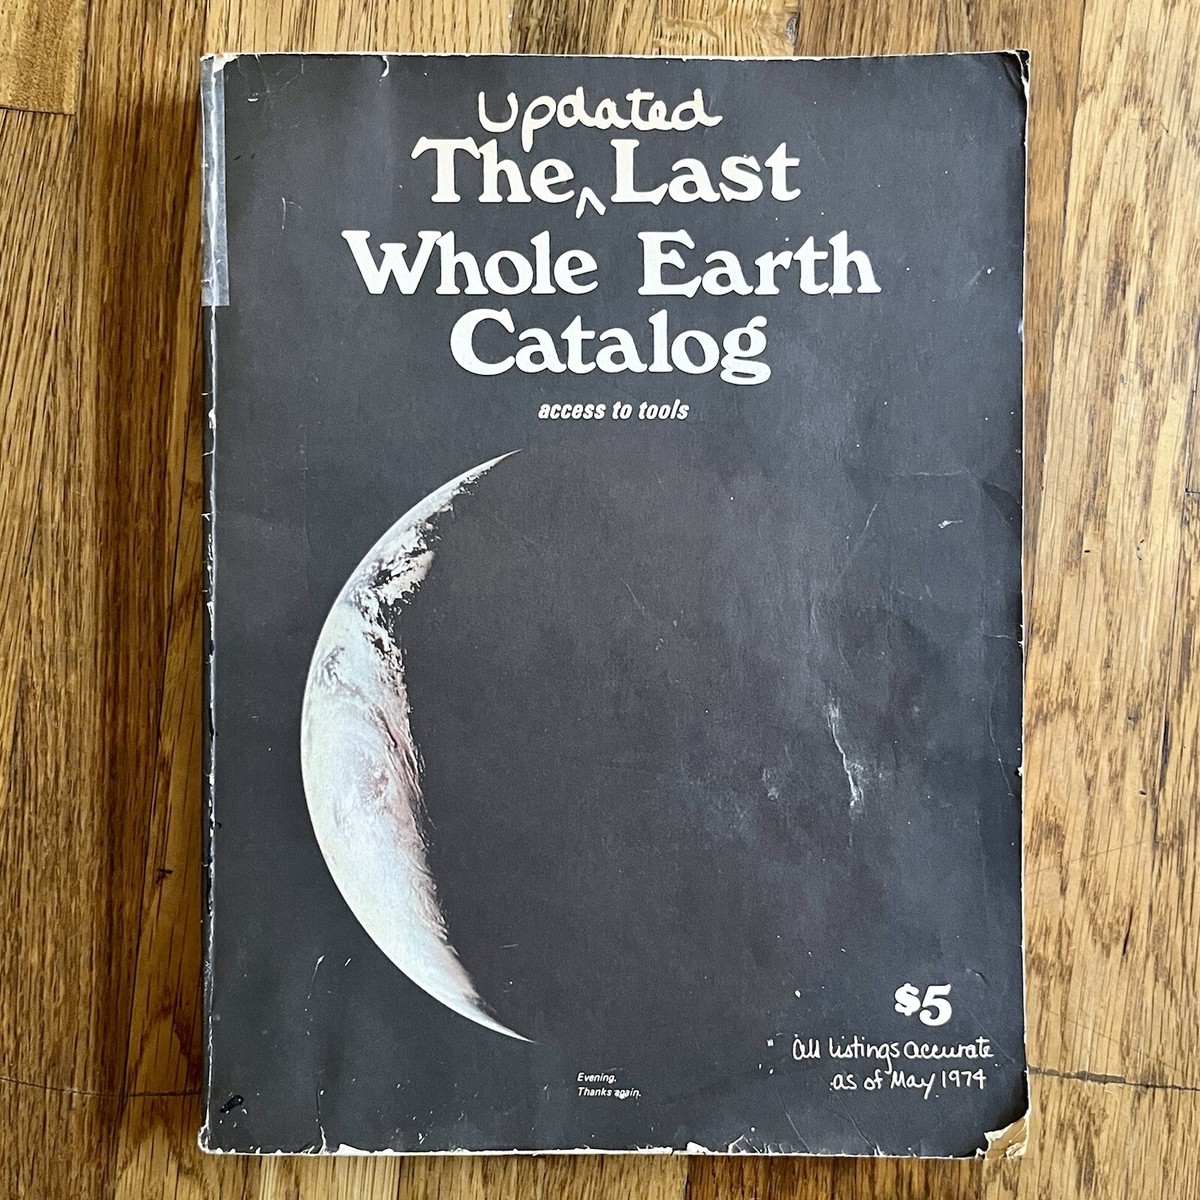 updated
The ^ Last
Whole Earth
Catalog
access to tools
$5
all listings accurate
as of May 1974
Evening.
Thanks again.